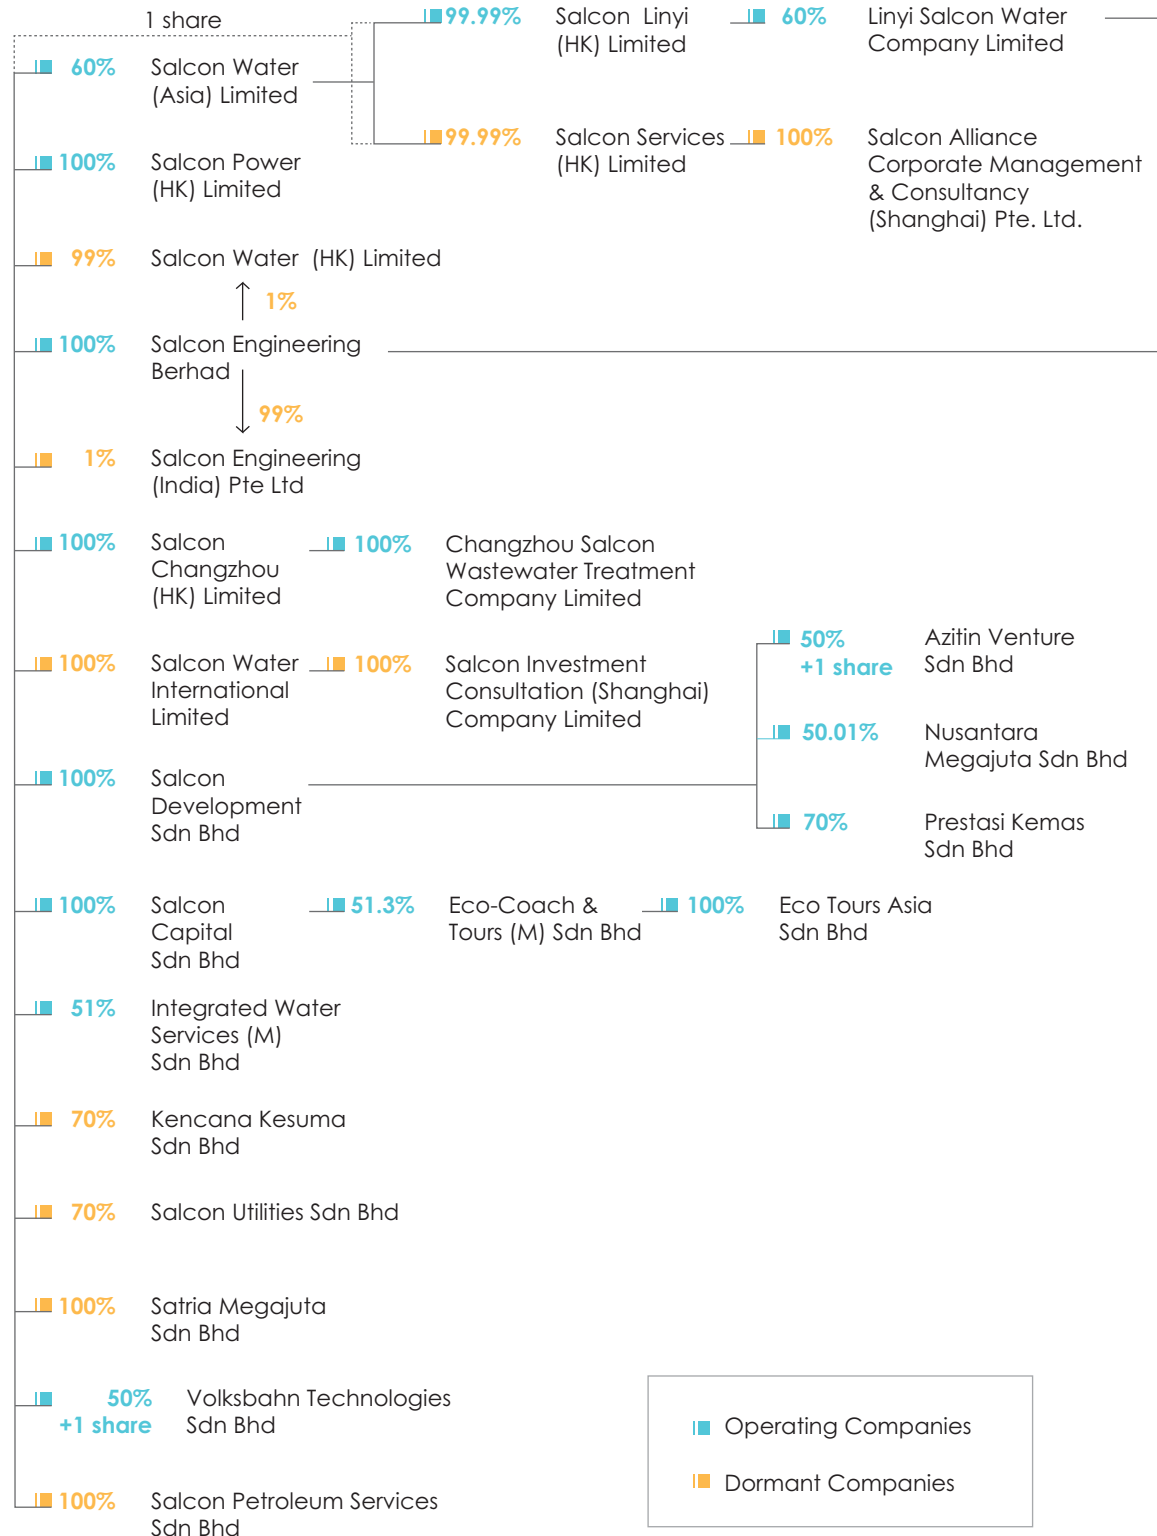 1 share
99.99%
Salcon Linyi
(HK) Limited
60%
Linyi Salcon Water
Company Limited
60%
Salcon Water
(Asia) Limited
99.99%
Salcon Services
(HK) Limited
100%
Salcon Alliance
Corporate Management
& Consultancy
(Shanghai) Pte. Ltd.
100%
Salcon Power
(HK) Limited
99%
Salcon Water (HK) Limited
1%
100%
Salcon Engineering
Berhad
99%
1%
Salcon Engineering
(India) Pte Ltd
100%
Salcon
Changzhou
(HK) Limited
100%
Changzhou Salcon
Wastewater Treatment
Company Limited
100%
Salcon Water
International
Limited
100%
Salcon Investment
Consultation (Shanghai)
Company Limited
50%
+1 share
Azitin Venture
Sdn Bhd
50.01%
Nusantara
Megajuta Sdn Bhd
100%
Salcon
Development
Sdn Bhd
70%
Prestasi Kemas
Sdn Bhd
100%
Salcon
Capital
Sdn Bhd
51.3%
Eco-Coach &
Tours (M) Sdn Bhd
100%
Eco Tours Asia
Sdn Bhd
51%
Integrated Water
Services (M)
Sdn Bhd
70%
Kencana Kesuma
Sdn Bhd
70%
Salcon Utilities Sdn Bhd
100%
Satria Megajuta
Sdn Bhd
50%
+1 share
Volksbahn Technologies
Sdn Bhd
100%
Salcon Petroleum Services
Sdn Bhd
Operating Companies
Dormant Companies